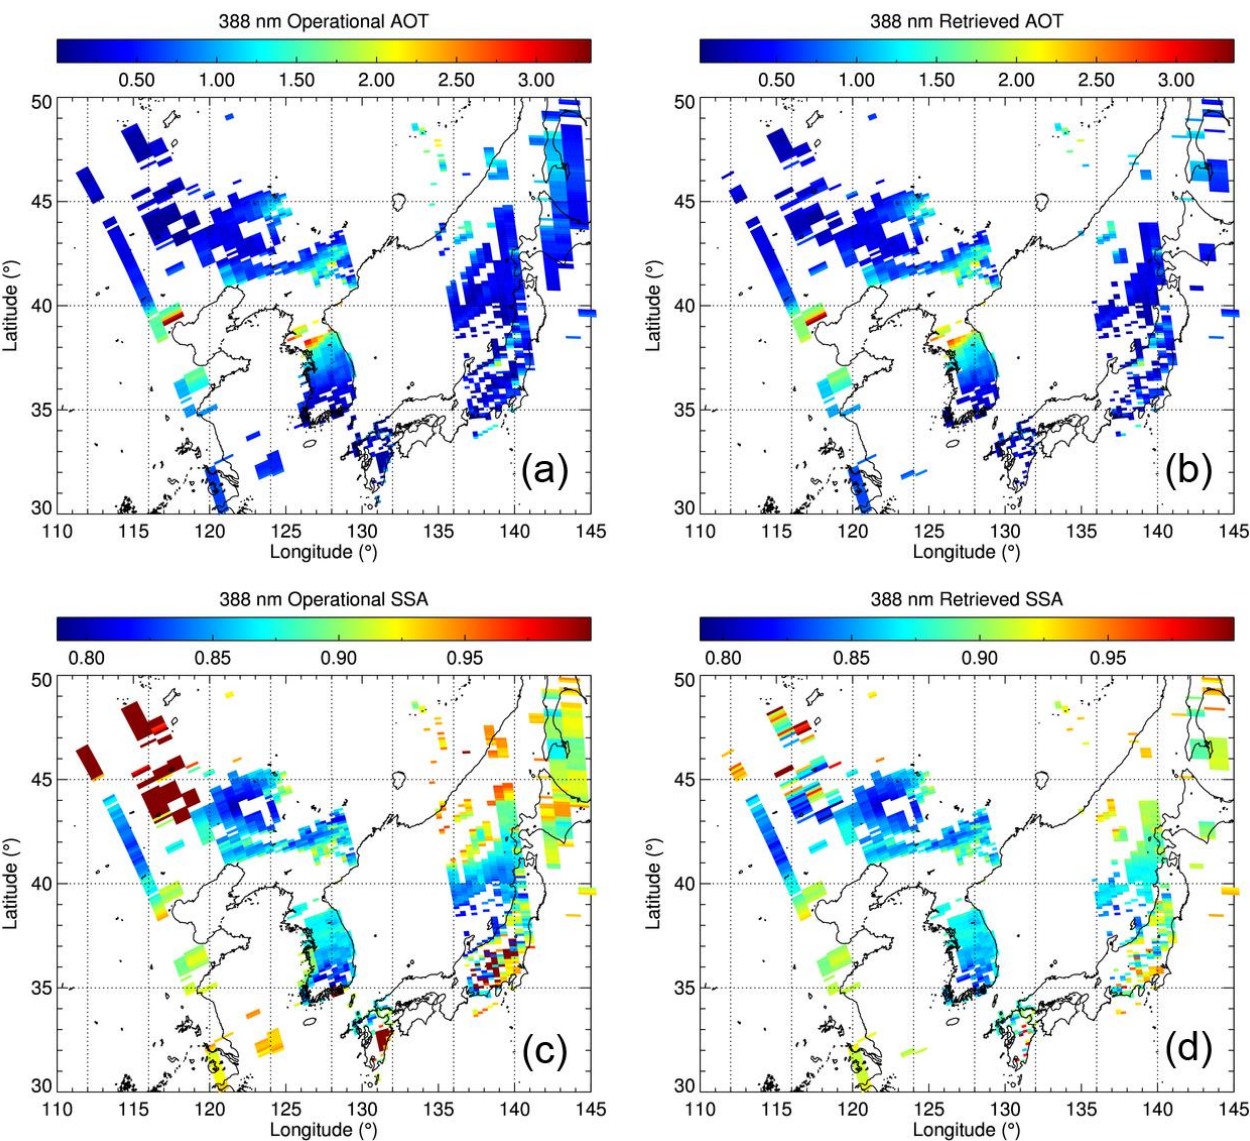 388 nm Operational AOT
0.50 1.00 1.50 2.00 2.50 3.00
50
45
40
35
30
Latitude (°)
110 115 120 125 130 135 140 145
Longitude (°)
(a)
388 nm Retrieved AOT
0.50 1.00 1.50 2.00 2.50 3.00
50
45
40
35
30
Latitude (°)
110 115 120 125 130 135 140 145
Longitude (°)
(b)
388 nm Operational SSA
0.80 0.85 0.90 0.95
50
45
40
35
30
Latitude (°)
110 115 120 125 130 135 140 145
Longitude (°)
(c)
388 nm Retrieved SSA
0.80 0.85 0.90 0.95
50
45
40
35
30
Latitude (°)
110 115 120 125 130 135 140 145
Longitude (°)
(d)